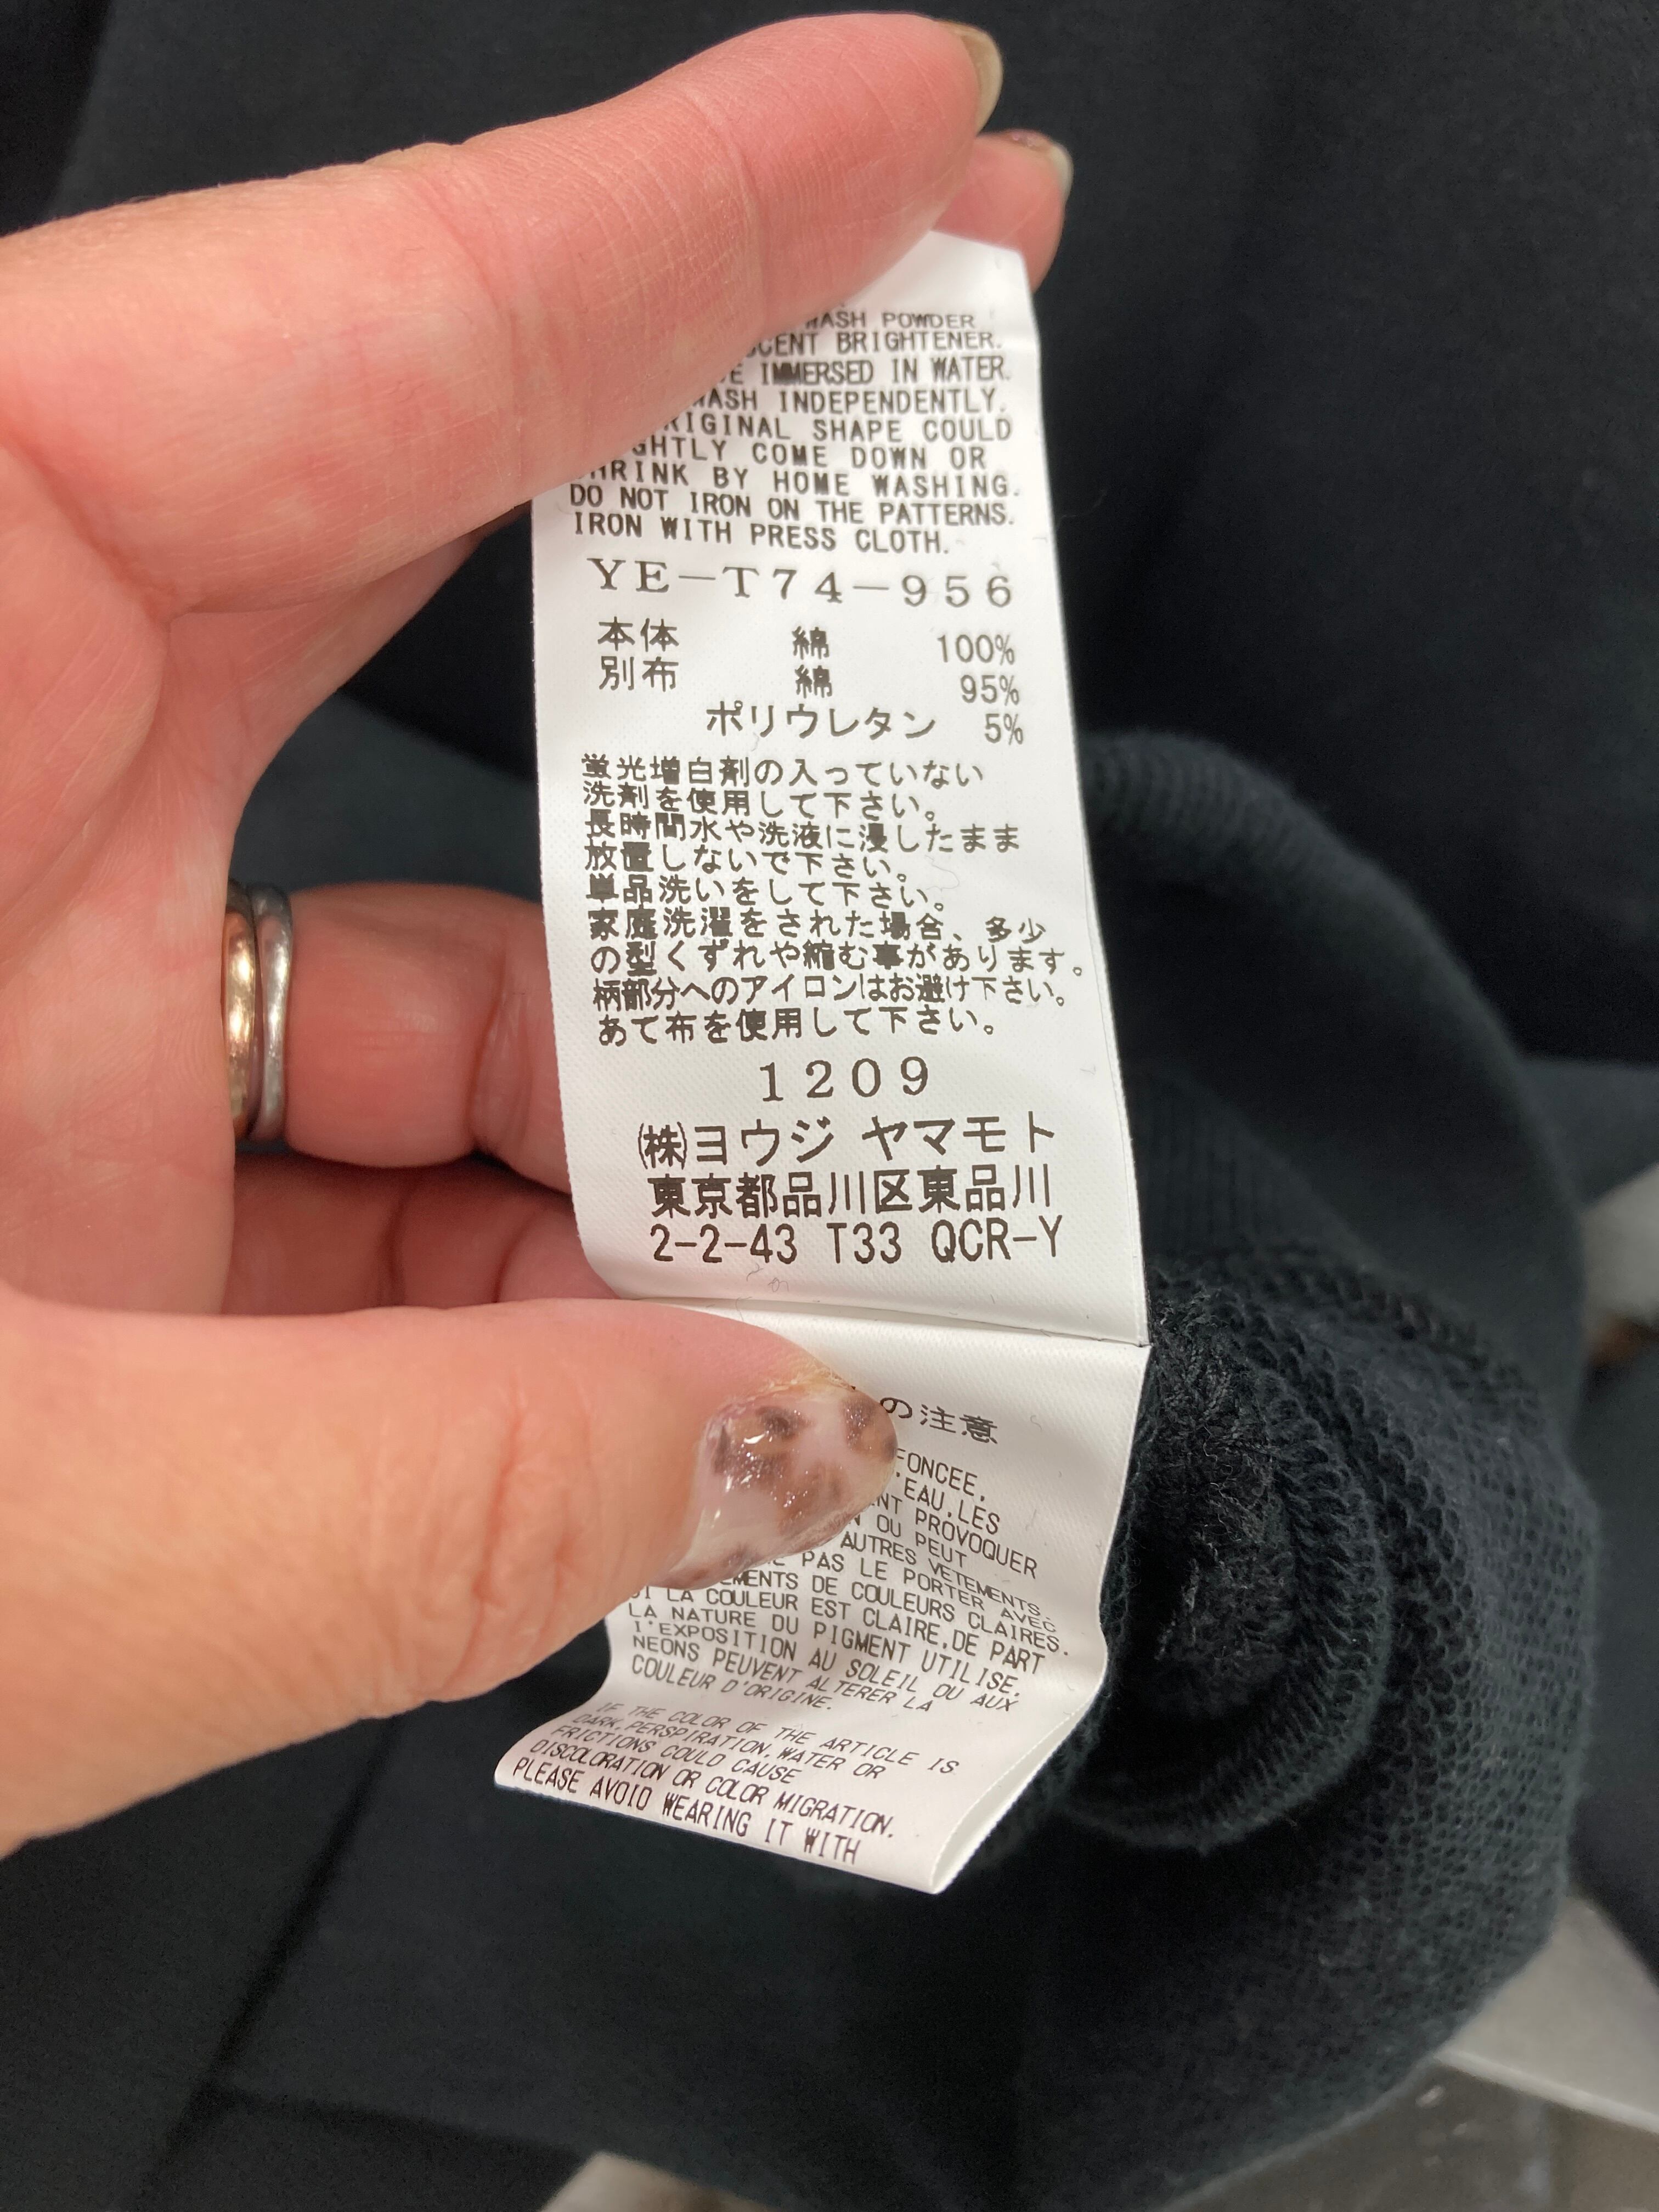 WASH POWDER
BRIGHTENER.
IMMERSED IN WATER.
WASH INDEPENDENTLY.
ORIGINAL SHAPE COULD
SLIGHTLY COME DOWN OR
SHRINK BY HOME WASHING.
DO NOT IRON ON THE PATTERNS.
IRON WITH PRESS CLOTH.
YE-T74-956
本体 綿 100%
別布 綿 95%
ポリウレタン 5%
蛍光増白剤の入っていない
洗剤を使用して下さい。
長時間水や洗液に浸したまま
放置しないで下さい。
単品洗いをして下さい。
家庭洗濯をされた場合、多少
の型くずれや縮む事があります。
柄部分へのアイロンはお避け下さい。
あて布を使用して下さい。
1209
㈱ヨウジ ヤマモト
東京都品川区東品川
2-2-43 T33 QCR-Y
の注意
FONCEE,
EAU,LES
PROVOQUER
OU PEUT
AUTRES VETEMENTS.
PAS LE PORTER AVEC
DE COULEURS CLAIRES.
SI LA COULEUR EST CLAIRE,DE PART
LA NATURE DU PIGMENT UTILISE,
l'EXPOSITION AU SOLEIL OU AUX
NEONS PEUVENT ALTERER LA
COULEUR D'ORIGINE.
IF THE COLOR OF THE ARTICLE IS
DARK,PERSPIRATION,WATER OR
FRICTIONS COULD CAUSE
DISCOLORATION OR COLOR MIGRATION.
PLEASE AVOID WEARING IT WITH